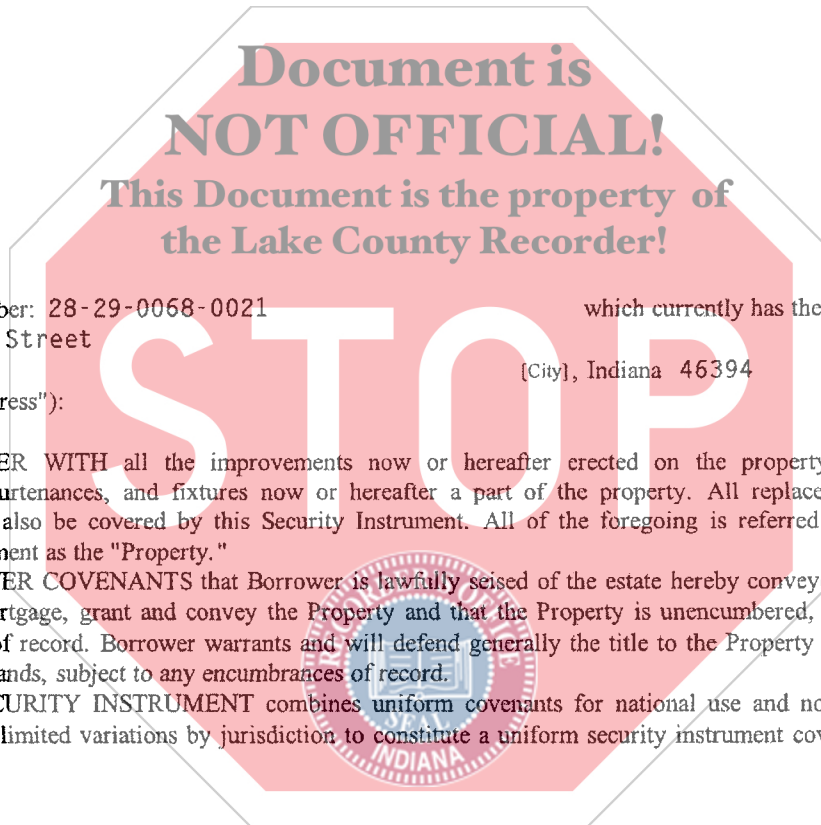 Document is
NOT OFFICIAL!
This Document is the property of
the Lake County Recorder!
ber: 28-29-0068-0021 which currently has the
Street
[City], Indiana 46394
ress"):
STOP
ER WITH all the improvements now or hereafter erected on the property
urtenances, and fixtures now or hereafter a part of the property. All replace
also be covered by this Security Instrument. All of the foregoing is referred
ment as the "Property."
ER COVENANTS that Borrower is lawfully seised of the estate hereby convey
rtgage, grant and convey the Property and that the Property is unencumbered,
of record. Borrower warrants and will defend generally the title to the Property
ands, subject to any encumbrances of record.
CURITY INSTRUMENT combines uniform covenants for national use and no
limited variations by jurisdiction to constitute a uniform security instrument cov
RECORDER'S OFFICE
SEAL
INDIANA